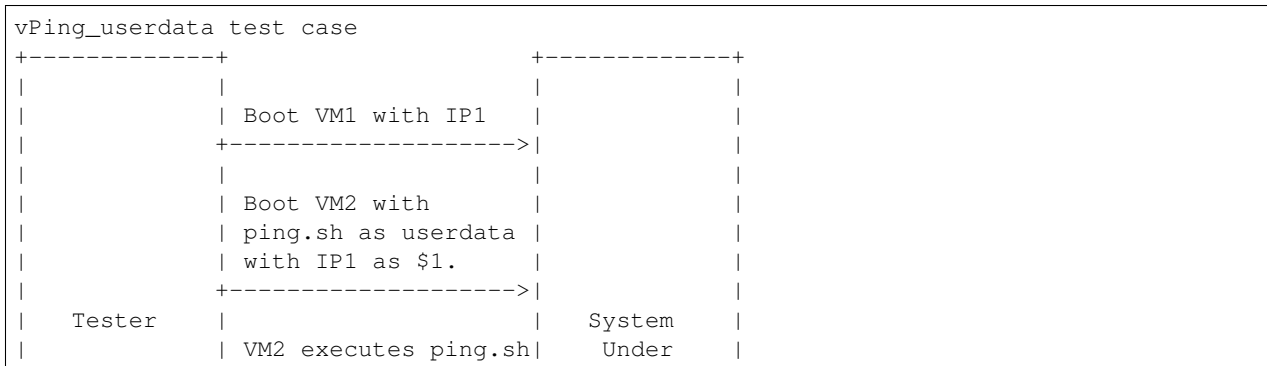 vPing_userdata test case
+-------------+                     +-------------+
|             |                     |             |
|             | Boot VM1 with IP1   |             |
|             +-------------------->|             |
|             |                     |             |
|             | Boot VM2 with       |             |
|             | ping.sh as userdata |             |
|             | with IP1 as $1.     |             |
|             +-------------------->|             |
|   Tester    |                     |   System    |
|             | VM2 executes ping.sh|    Under    |